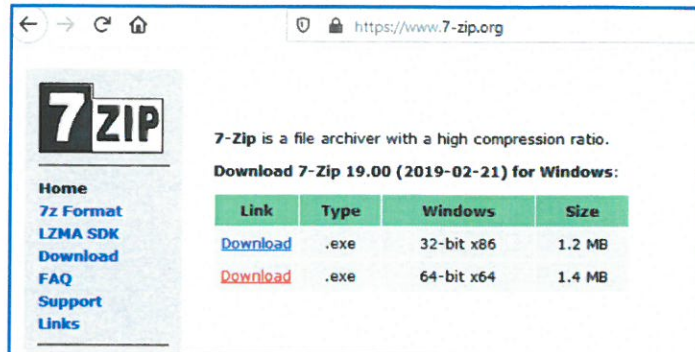 https://www.7-zip.org
7ZIP
7-Zip is a file archiver with a high compression ratio.
Download 7-Zip 19.00 (2019-02-21) for Windows:
Link Type Windows Size
Download .exe 32-bit x86 1.2 MB
Download .exe 64-bit x64 1.4 MB
Home
7z Format
LZMA SDK
Download
FAQ
Support
Links